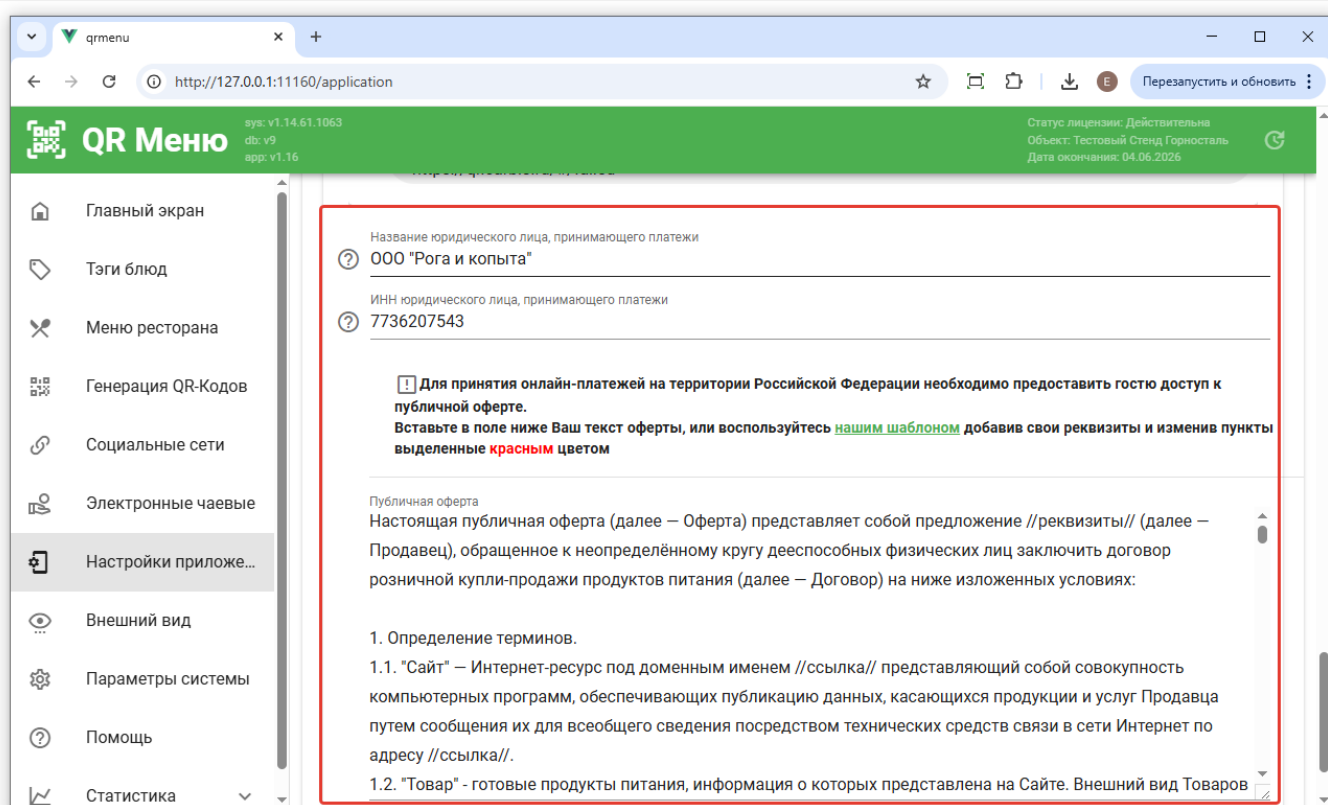 qrmenu
http://127.0.0.1:11160/application
E
Перезапустить и обновить
QR Меню
sys: v1.14.61.1063
db: v9
app: v1.16
Статус лицензии: Действительна
Объект: Тестовый Стенд Горносталь
Дата окончания: 04.06.2026
Главный экран
Тэги блюд
Меню ресторана
Генерация QR-Кодов
Социальные сети
Электронные чаевые
Настройки приложе...
Внешний вид
Параметры системы
Помощь
Статистика
Название юридического лица, принимающего платежи
ООО "Рога и копыта"
ИНН юридического лица, принимающего платежи
7736207543
Для принятия онлайн-платежей на территории Российской Федерации необходимо предоставить гостю доступ к
публичной оферте.
Вставьте в поле ниже Ваш текст оферты, или воспользуйтесь нашим шаблоном добавив свои реквизиты и изменив пункты
выделенные красным цветом
Публичная оферта
Настоящая публичная оферта (далее — Оферта) представляет собой предложение //реквизиты// (далее —
Продавец), обращенное к неопределённому кругу дееспособных физических лиц заключить договор
розничной купли-продажи продуктов питания (далее — Договор) на ниже изложенных условиях:
1. Определение терминов.
1.1. "Сайт" — Интернет-ресурс под доменным именем //ссылка// представляющий собой совокупность
компьютерных программ, обеспечивающих публикацию данных, касающихся продукции и услуг Продавца
путем сообщения их для всеобщего сведения посредством технических средств связи в сети Интернет по
адресу //ссылка//.
1.2. "Товар" - готовые продукты питания, информация о которых представлена на Сайте. Внешний вид Товаров